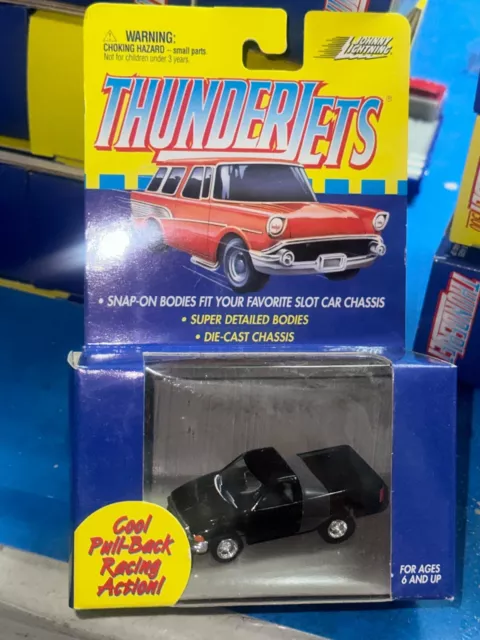 WARNING:
CHOKING HAZARD — small parts.
Not for children under 3 years.
JOHNNY
LIGHTNING
THUNDERJETS
TM
• SNAP-ON BODIES FIT YOUR FAVORITE SLOT CAR CHASSIS
• SUPER DETAILED BODIES
• DIE-CAST CHASSIS
Cool
Pull-Back
Racing
Action!
FOR AGES
6 AND UP